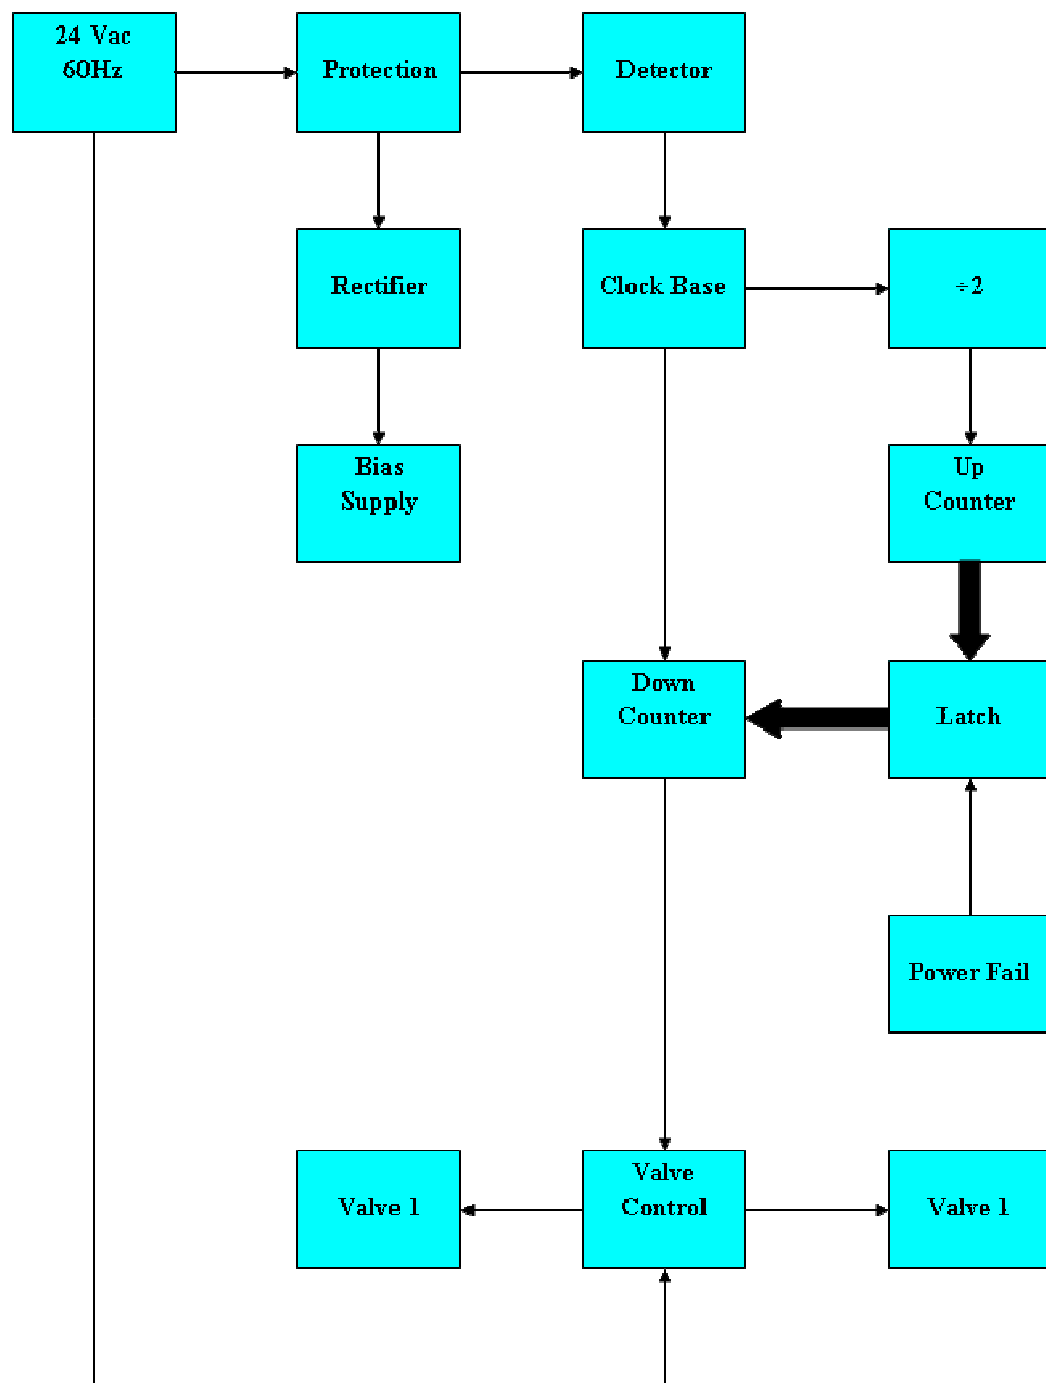 24 Vac
60Hz
Protection
Detector
Rectifier
Clock Base
÷2
Bias
Supply
Up
Counter
Down
Counter
Latch
Power Fail
Valve 1
Valve
Control
Valve 1